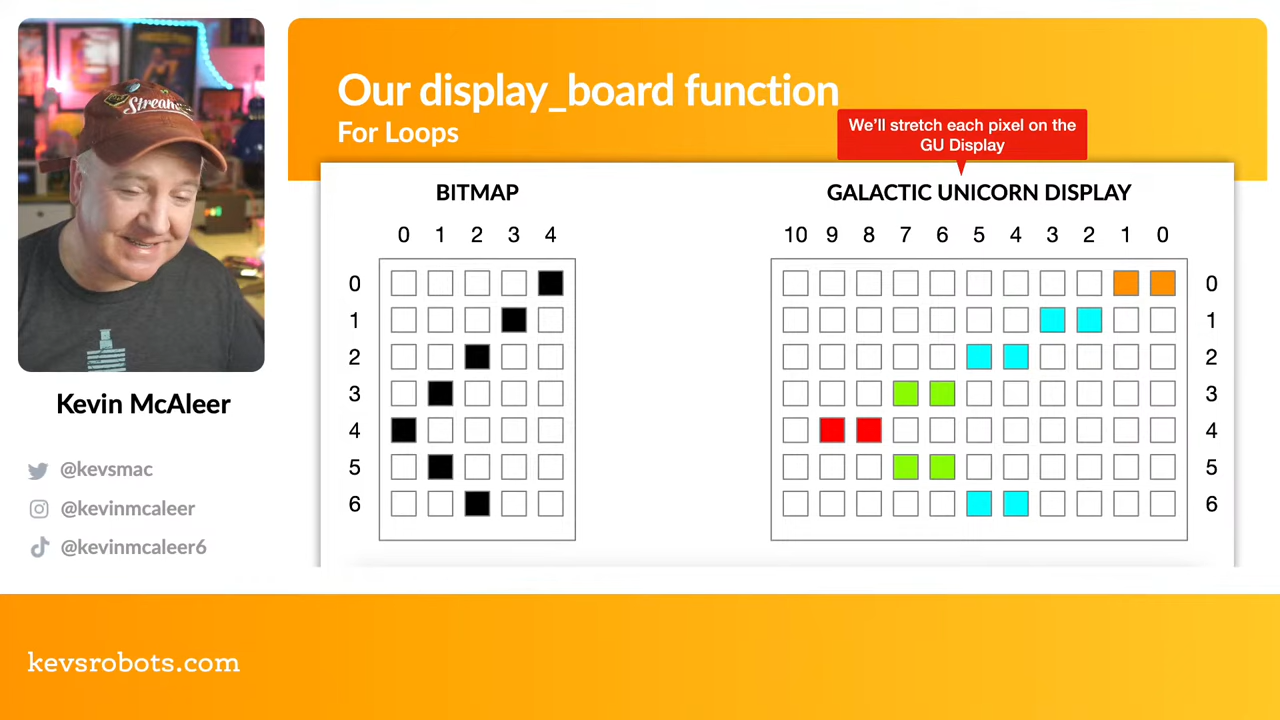 Stream
Kevin McAleer
@kevsmac
@kevinmcaleer
@kevinmcaleer6
Our display_board function
For Loops
We'll stretch each pixel on the
GU Display
BITMAP
0 1 2 3 4
0
1
2
3
4
5
6
GALACTIC UNICORN DISPLAY
10 9 8 7 6 5 4 3 2 1 0
0
1
2
3
4
5
6
kevsrobots.com